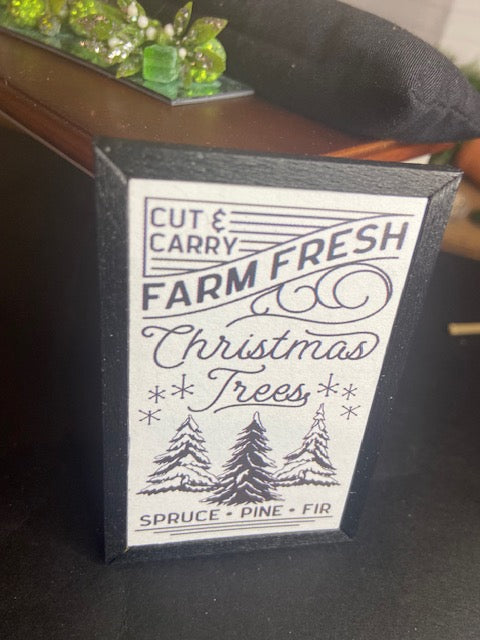 CUT &
CARRY
FARM FRESH
Christmas
Trees
SPRUCE • PINE • FIR